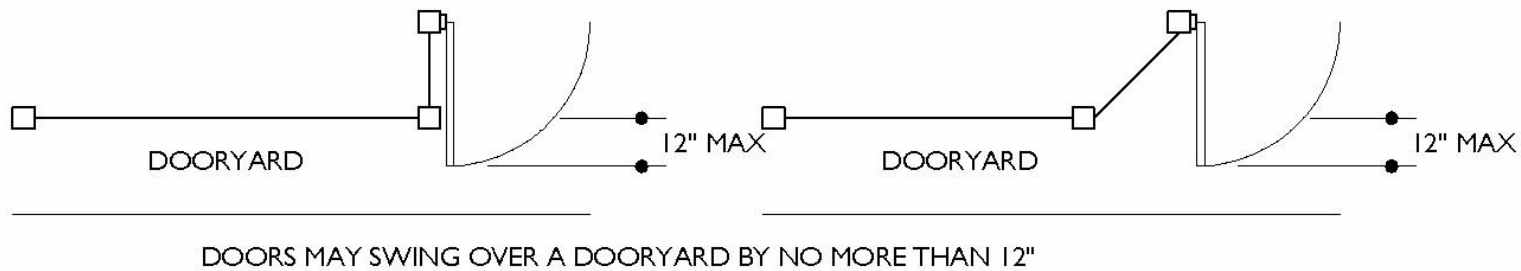 12" MAX
12" MAX
DOORYARD
DOORYARD
DOORS MAY SWING OVER A DOORYARD BY NO MORE THAN 12"